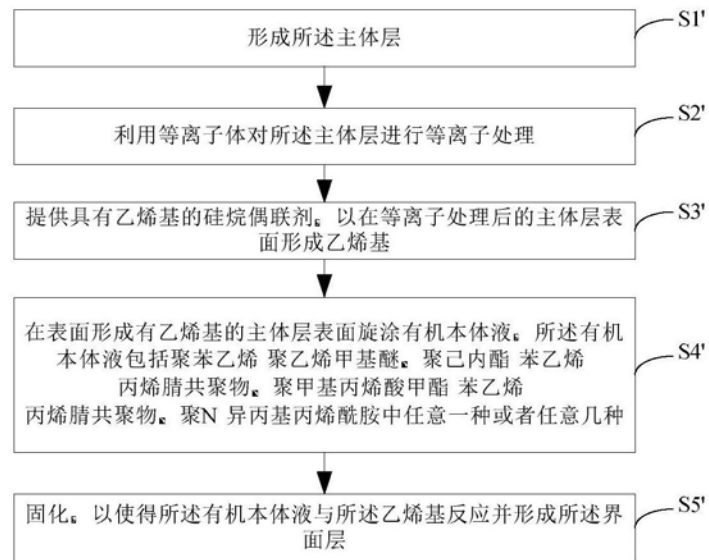 形成所述主体层
S1'
利用等离子体对所述主体层进行等离子处理
S2'
提供具有乙烯基的硅烷偶联剂。以在等离子处理后的主体层表
面形成乙烯基
S3'
在表面形成有乙烯基的主体层表面旋涂有机本体液。所述有机
本体液包括聚苯乙烯 聚乙烯甲基醚。聚己内酯 苯乙烯
丙烯腈共聚物。聚甲基丙烯酸甲酯 苯乙烯
丙烯腈共聚物。聚N 异丙基丙烯酰胺中任意一种或者任意几种
S4'
固化。以使得所述有机本体液与所述乙烯基反应并形成所述界
面层
S5'